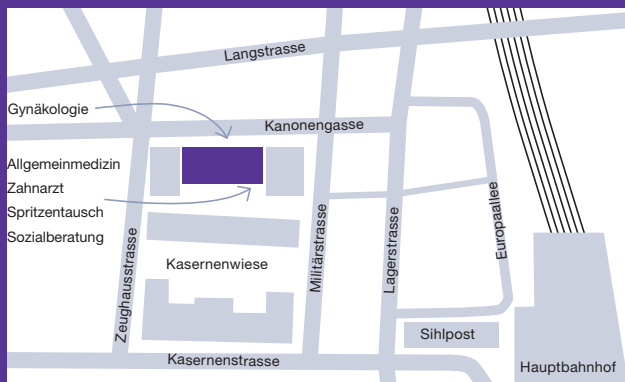 Langstrasse
Gynäkologie
Kanonengasse
Allgemeinmedizin
Zahnarzt
Spritzentausch
Sozialberatung
Zeughausstrasse
Kasernenwiese
Militärstrasse
Lagerstrasse
Europaallee
Sihlpost
Kasernenstrasse
Hauptbahnhof